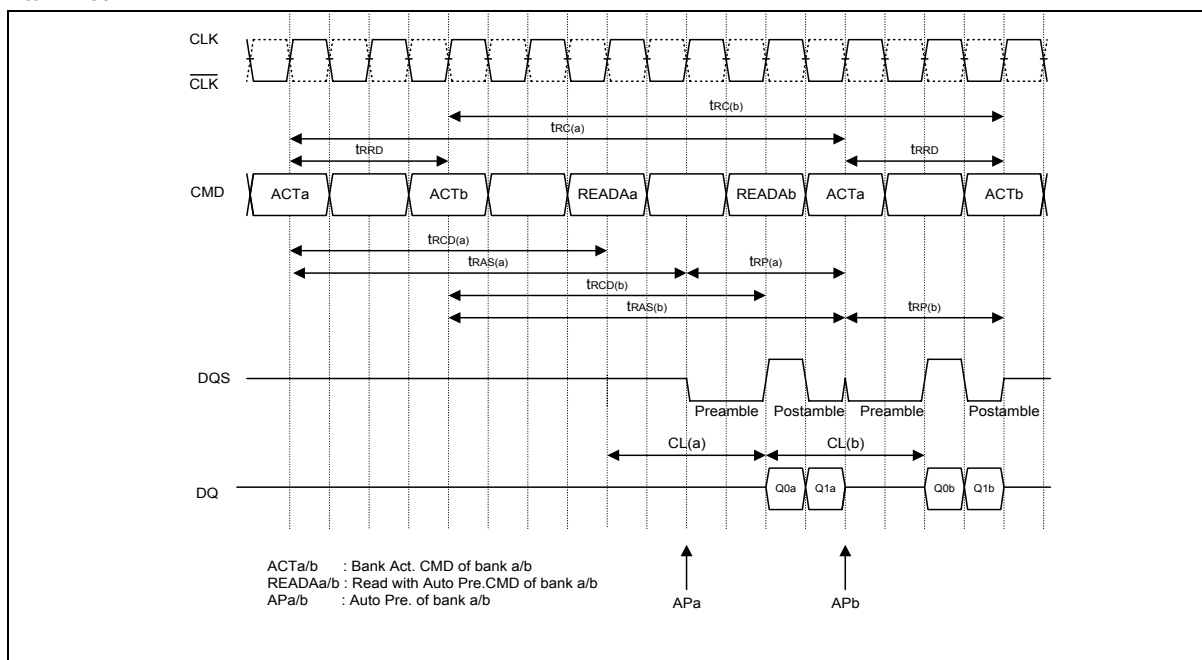 CLK
CLK
tRC(b)
tRC(a)
tRRD tRRD
CMD ACTa ACTb READAa READAb ACTa ACTb
tRCD(a)
tRAS(a) tRP(a)
tRCD(b)
tRAS(b) tRP(b)
DQS
Preamble Postamble Preamble Postamble
CL(a) CL(b)
DQ Q0a Q1a Q0b Q1b
ACTa/b : Bank Act. CMD of bank a/b
READAa/b : Read with Auto Pre.CMD of bank a/b
APa/b : Auto Pre. of bank a/b
APa APb